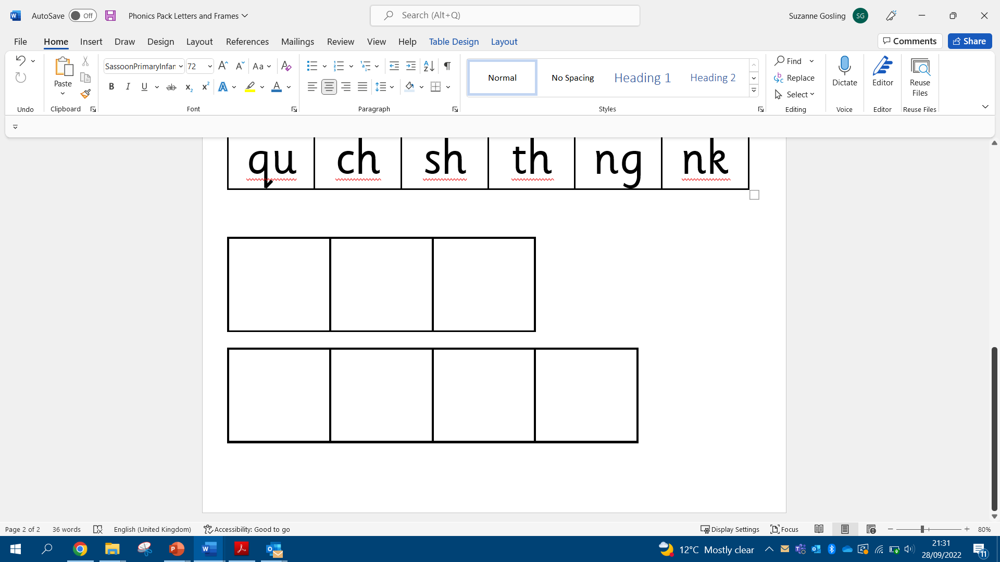 AutoSave Off Phonics Pack Letters and Frames Search (Alt+Q) Suzanne Gosling SG
File Home Insert Draw Design Layout References Mailings Review View Help Table Design Layout Comments Share
SassoonPrimaryInfan 72 Aa
Paste
Normal No Spacing Heading 1 Heading 2
Find
Replace
Select
Dictate Editor Reuse Files
Undo Clipboard Font Paragraph Styles Editing Voice Editor Reuse Files
qu ch sh th ng nk
Page 2 of 2 36 words English (United Kingdom) Accessibility: Good to go Display Settings Focus 80%
12°C Mostly clear 21:31
28/09/2022 11